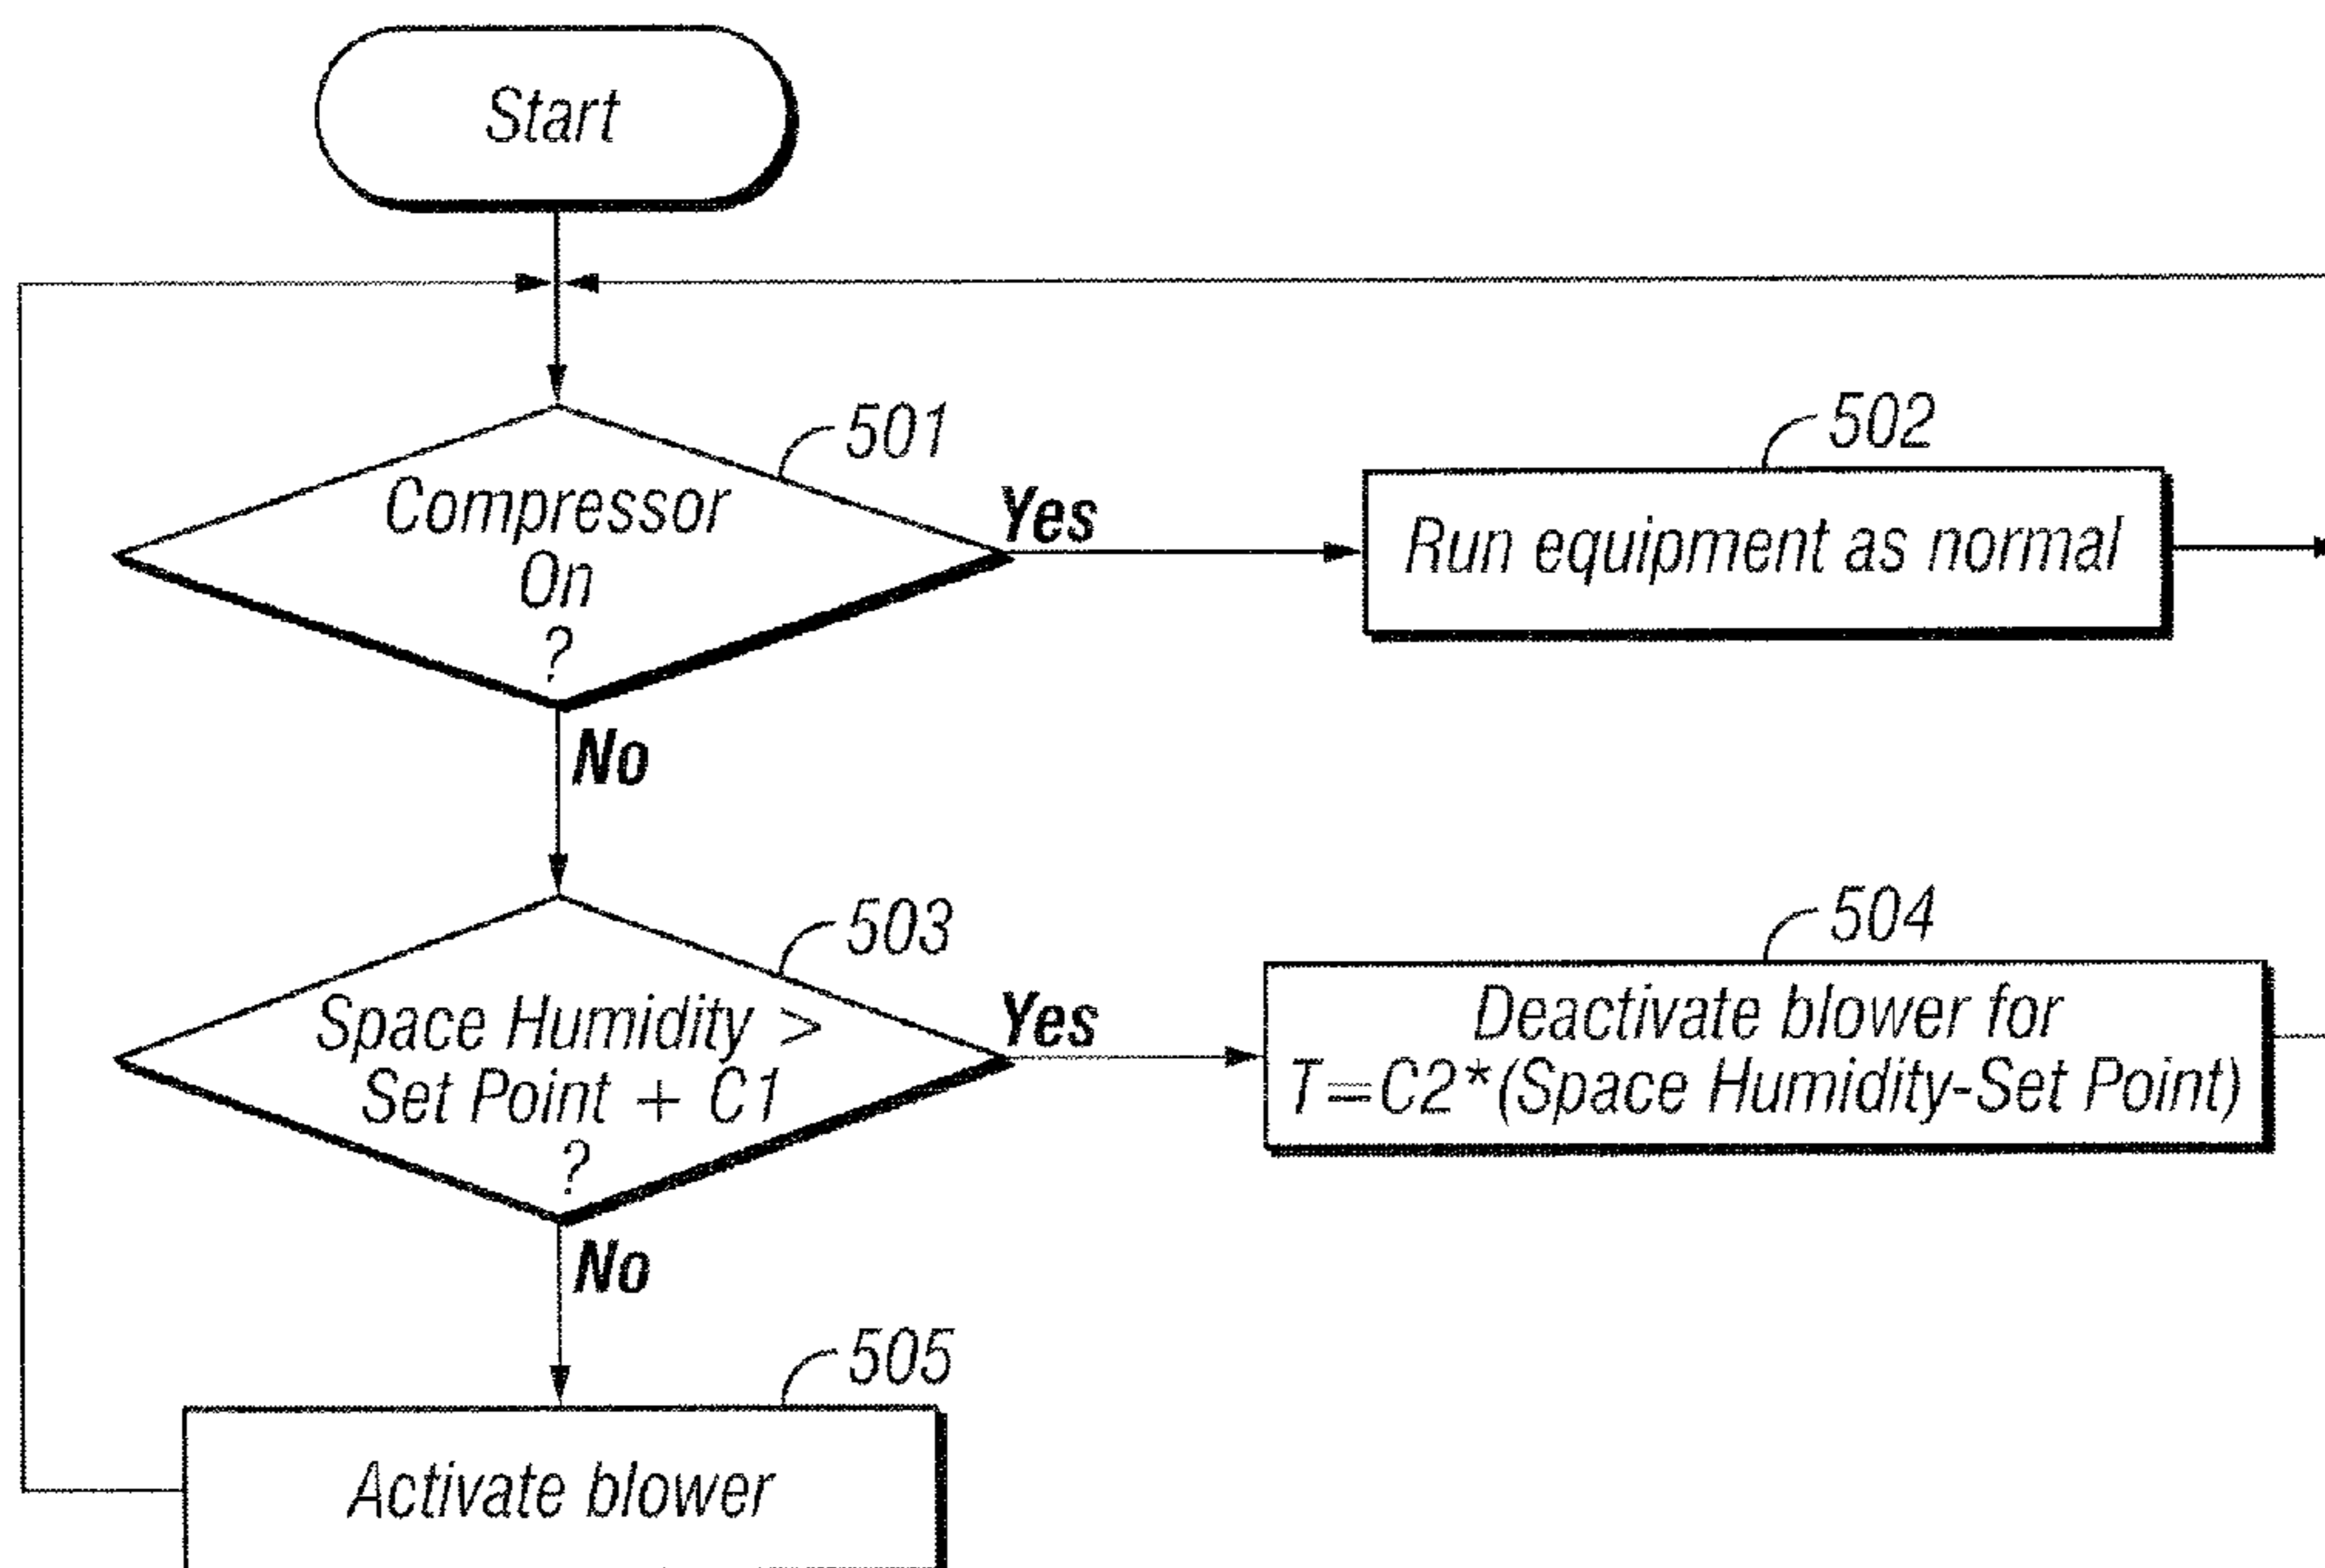 Start
501
Compressor
On
?
Yes
502
Run equipment as normal
No
503
Space Humidity >
Set Point + C1
?
Yes
504
Deactivate blower for
T=C2*(Space Humidity-Set Point)
No
505
Activate blower